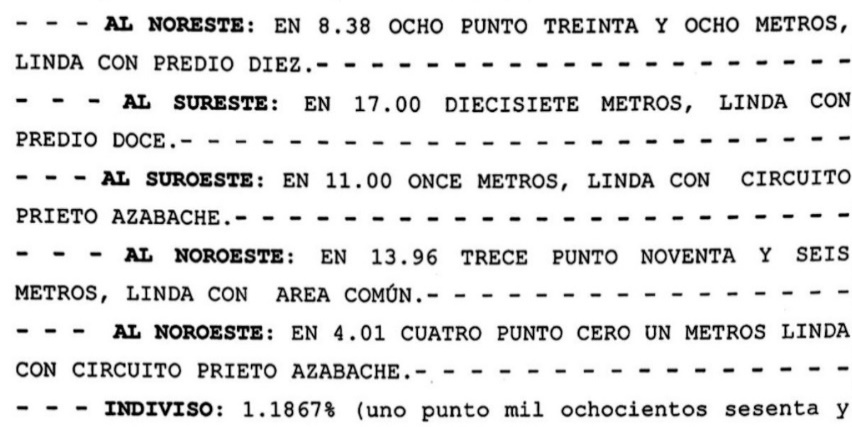 - - - AL NORESTE: EN 8.38 OCHO PUNTO TREINTA Y OCHO METROS,
LINDA CON PREDIO DIEZ.- - - - - - - - - - - - - - - - - - - -
- - - AL SURESTE: EN 17.00 DIECISIETE METROS, LINDA CON
PREDIO DOCE.- - - - - - - - - - - - - - - - - - - - - - - - -
- - - AL SUROESTE: EN 11.00 ONCE METROS, LINDA CON CIRCUITO
PRIETO AZABACHE.- - - - - - - - - - - - - - - - - - - - - - -
- - - AL NOROESTE: EN 13.96 TRECE PUNTO NOVENTA Y SEIS
METROS, LINDA CON AREA COMÚN.- - - - - - - - - - - - - - - -
- - - AL NOROESTE: EN 4.01 CUATRO PUNTO CERO UN METROS LINDA
CON CIRCUITO PRIETO AZABACHE.- - - - - - - - - - - - - - - -
- - - INDIVISO: 1.1867% (uno punto mil ochocientos sesenta y